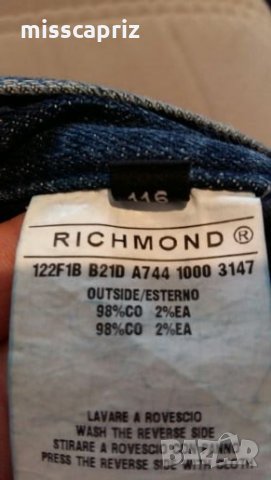 misscapriz
116
RICHMOND ®
122F1B B21D A744 1000 3147
OUTSIDE/ESTERNO
98%CO 2%EA
98%CO 2%EA
LAVARE A ROVESCIO
WASH THE REVERSE SIDE
STIRARE A ROVESCIO CON PANNO
PRESS THE REVERSE SIDE WITH CLOTH.